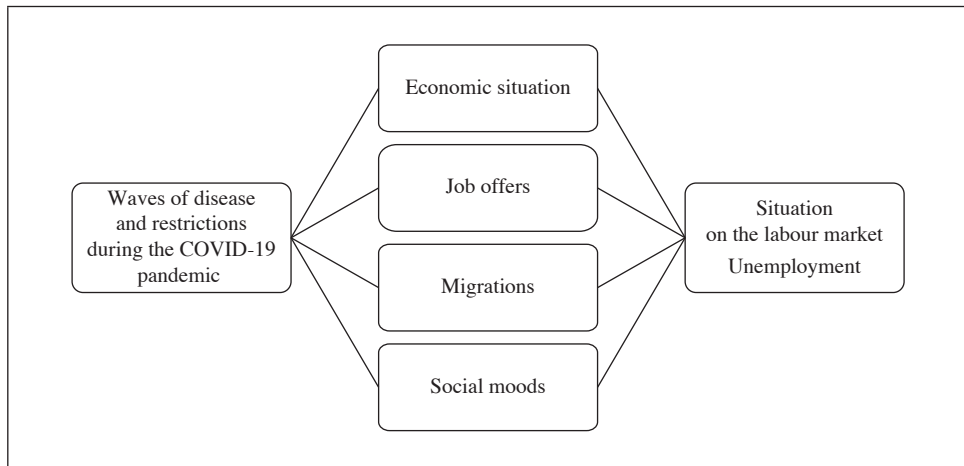 Economic situation
Job offers
Waves of disease
and restrictions
during the COVID-19
pandemic
Situation
on the labour market
Unemployment
Migrations
Social moods